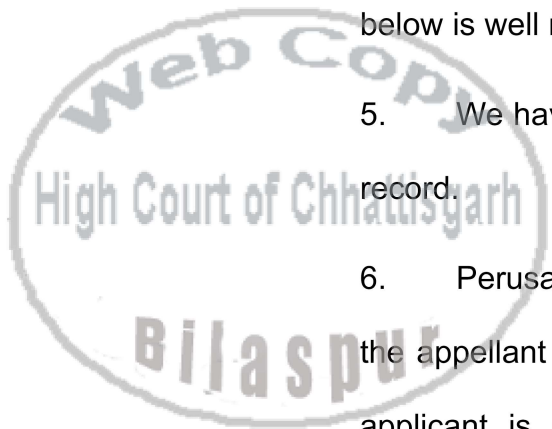 below is well
5. We hav
record.
6. Perusa
the appellant
applicant is
Web Copy
High Court of Chhattisgarh
Bilaspur